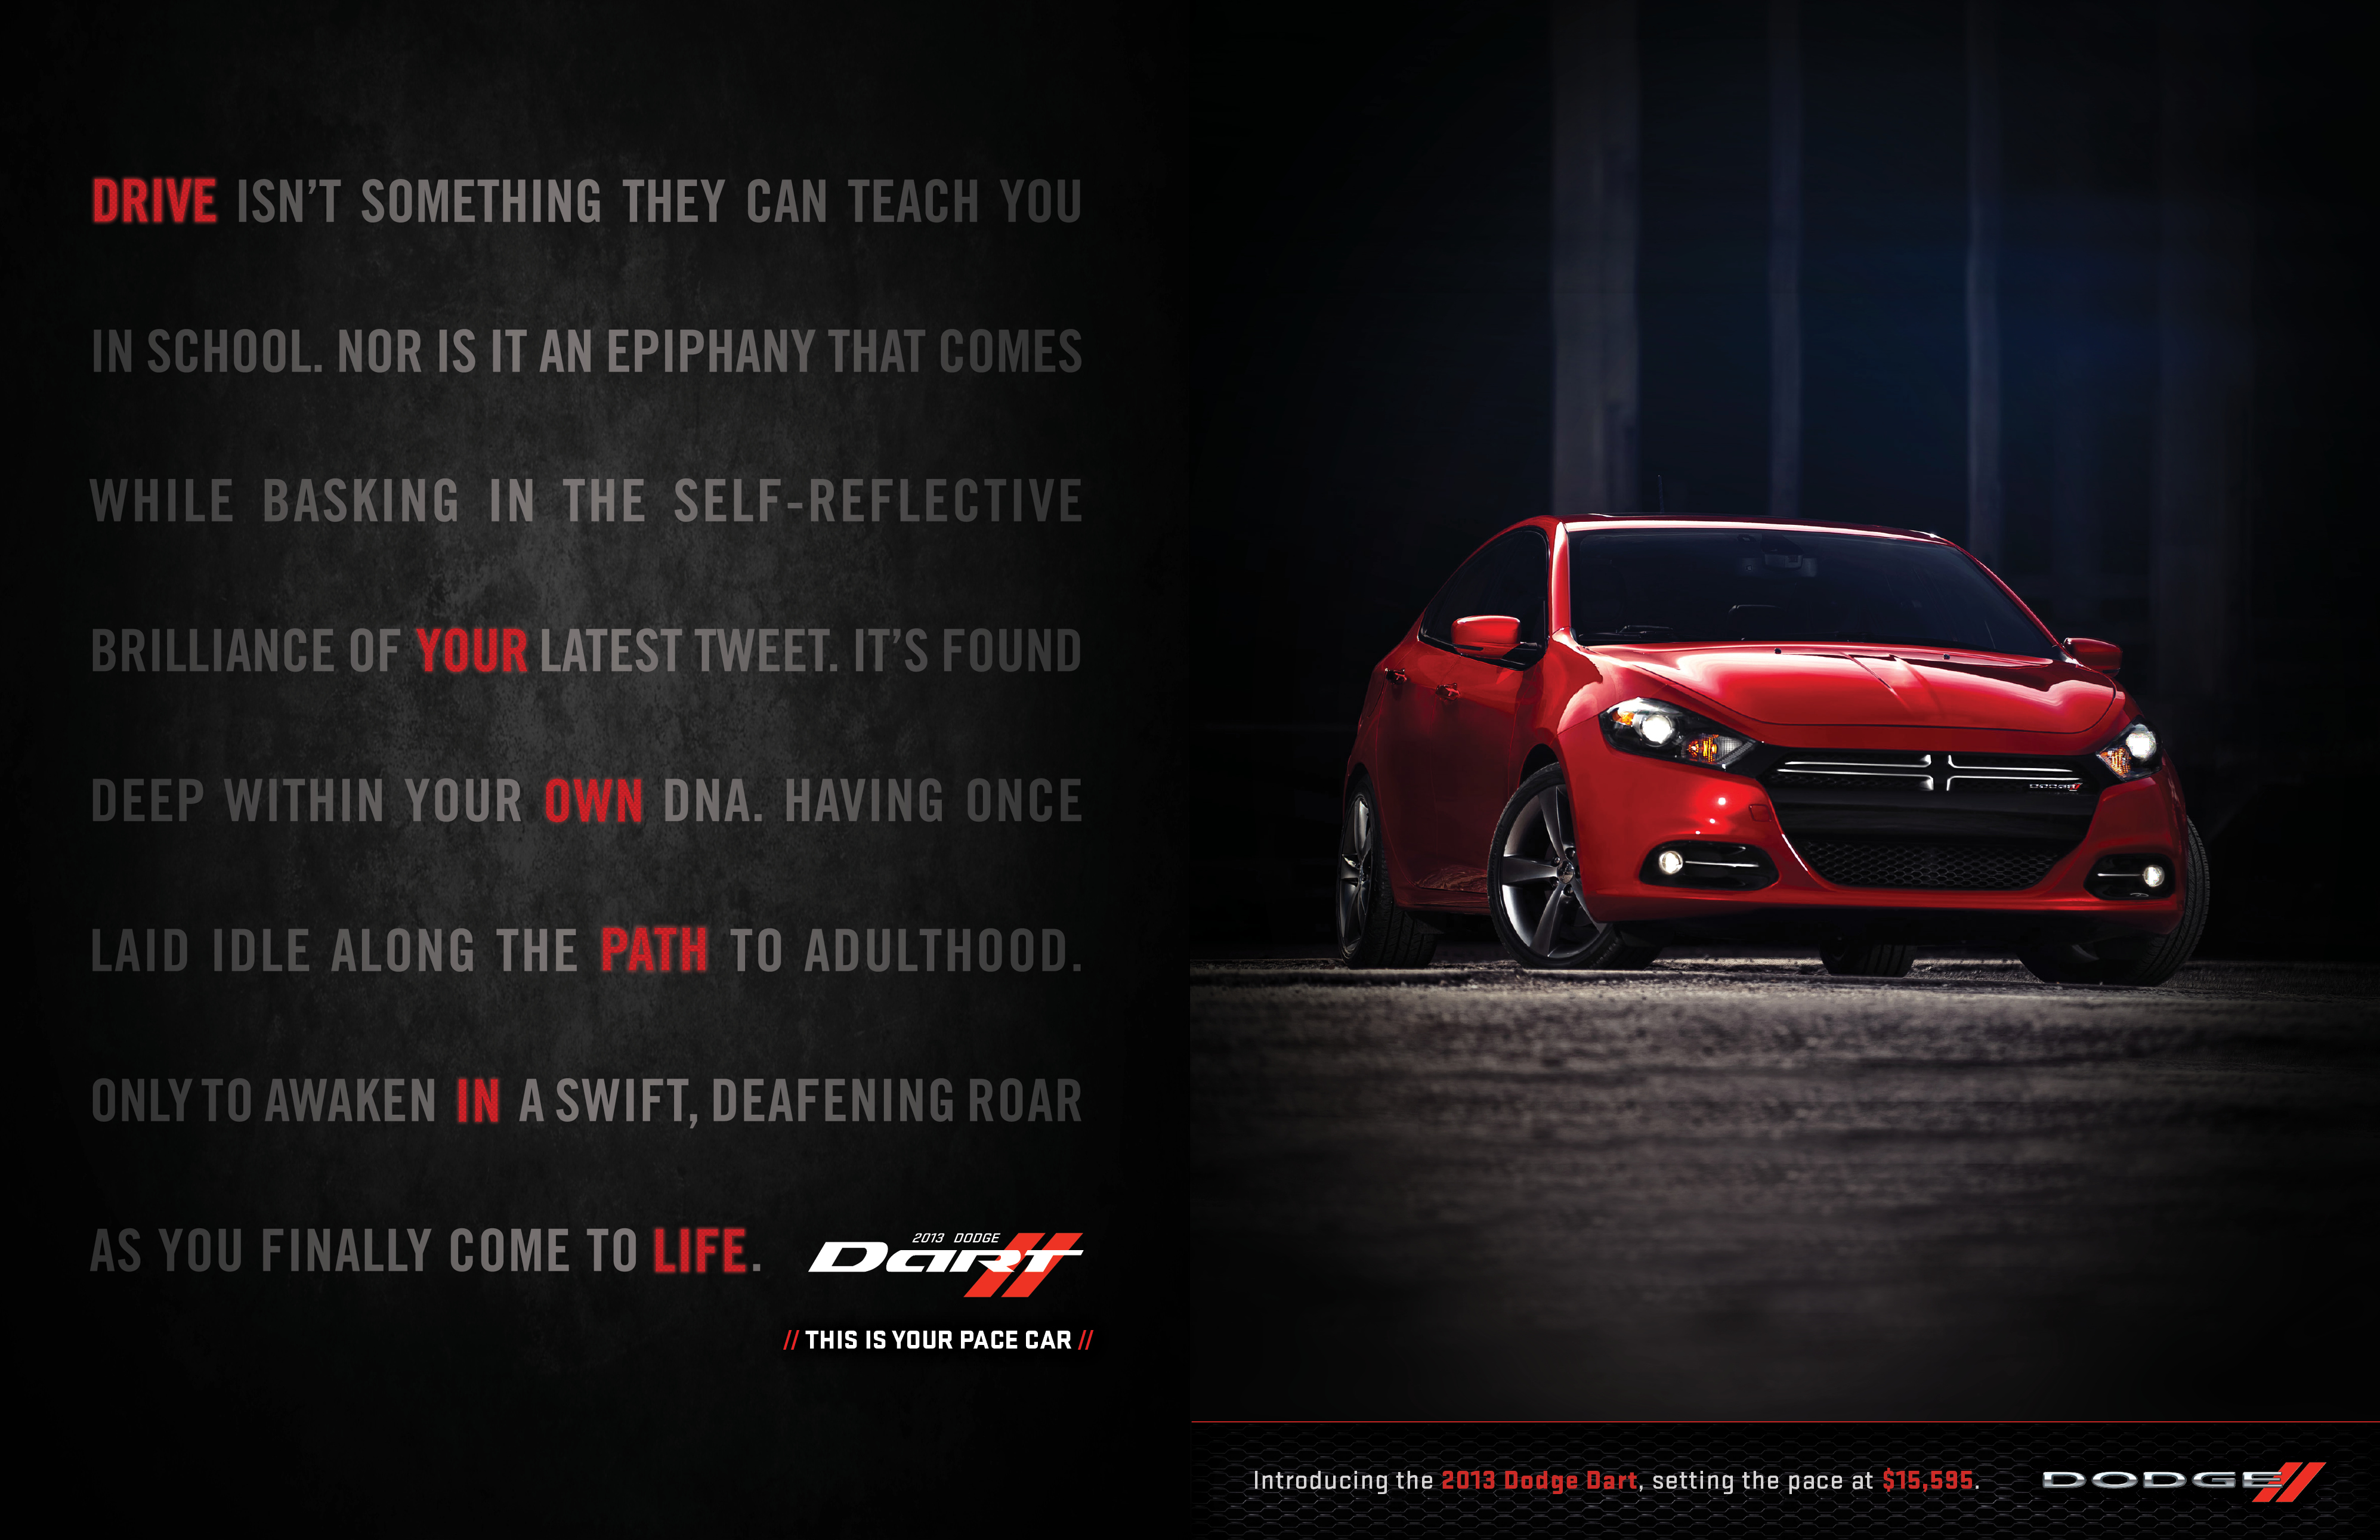 DRIVE ISN'T SOMETHING THEY CAN TEACH YOU
IN SCHOOL. NOR IS IT AN EPIPHANY THAT COMES
WHILE BASKING IN THE SELF-REFLECTIVE
BRILLIANCE OF YOUR LATEST TWEET. IT'S FOUND
DEEP WITHIN YOUR OWN DNA. HAVING ONCE
LAID IDLE ALONG THE PATH TO ADULTHOOD.
ONLY TO AWAKEN IN A SWIFT, DEAFENING ROAR
AS YOU FINALLY COME TO LIFE.
2013 DODGE
DART
// THIS IS YOUR PACE CAR //
DODGE
Introducing the 2013 Dodge Dart, setting the pace at $15,595.
DODGE